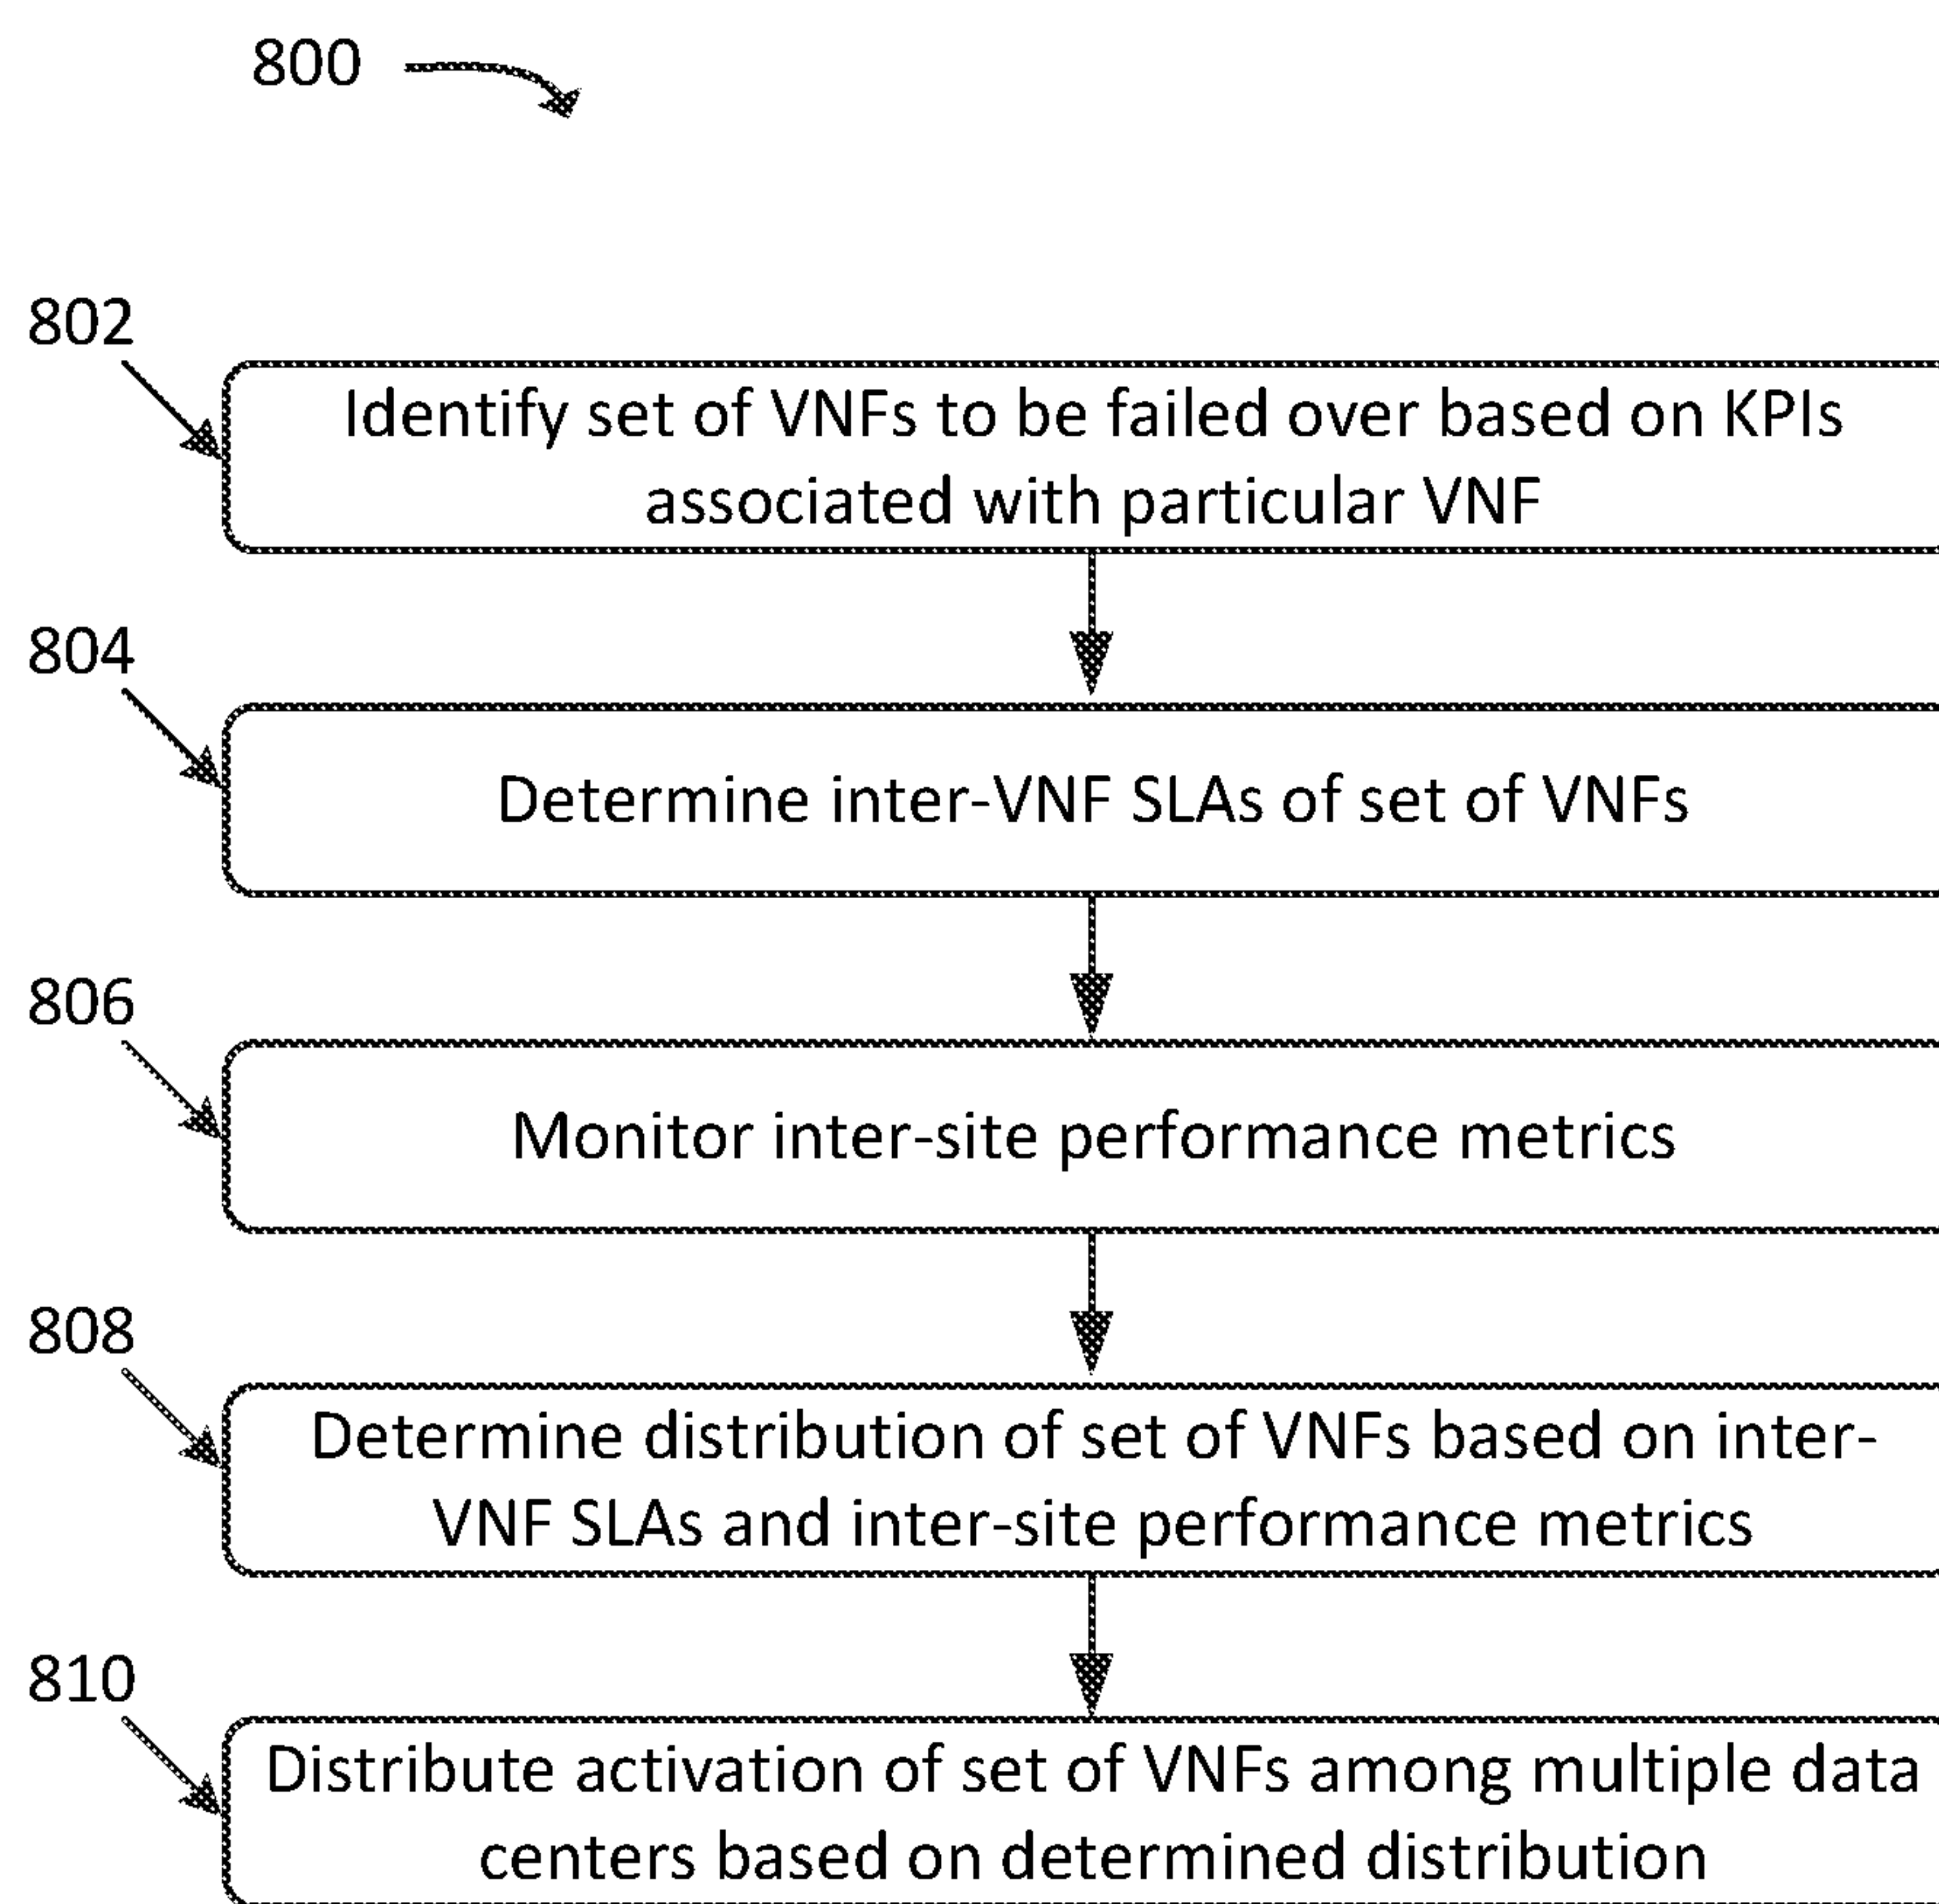 800
802
Identify set of VNFs to be failed over based on KPIs
associated with particular VNF
804
Determine inter-VNF SLAs of set of VNFs
806
Monitor inter-site performance metrics
808
Determine distribution of set of VNFs based on inter-
VNF SLAs and inter-site performance metrics
810
Distribute activation of set of VNFs among multiple data
centers based on determined distribution